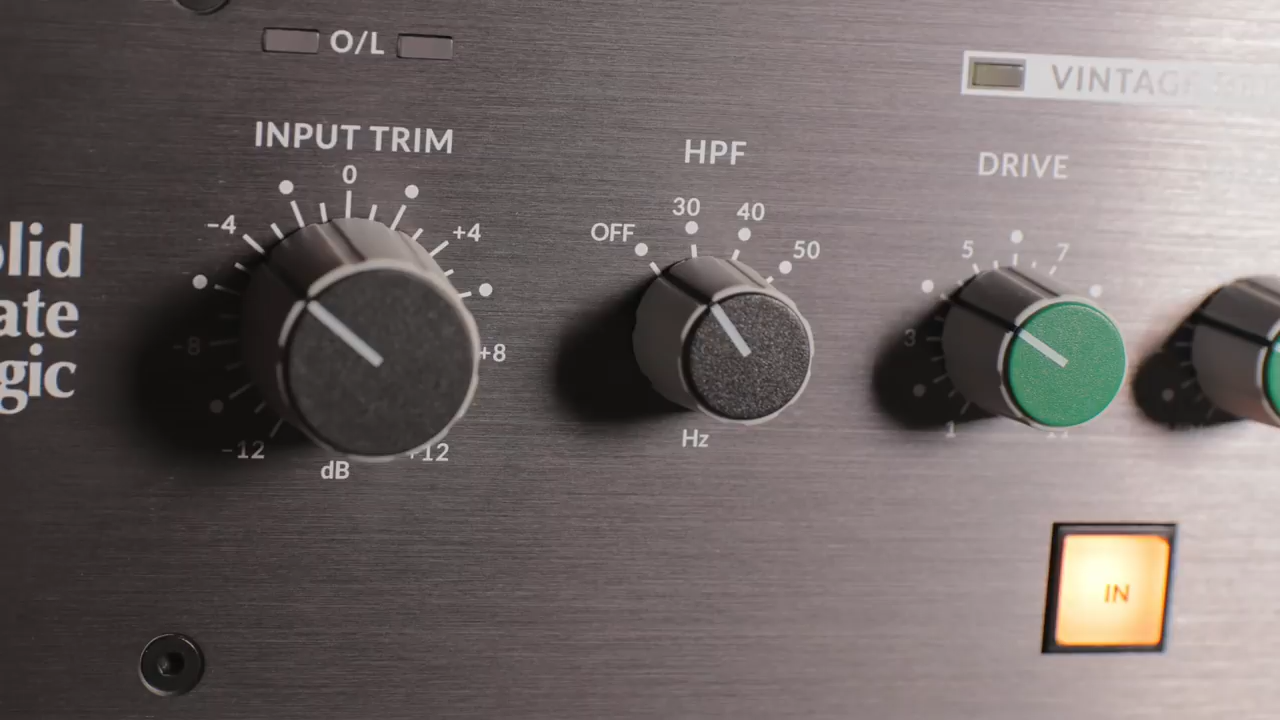 O/L
VINTAGE
INPUT TRIM
HPF
DRIVE
0
-4
+4
-8
+8
-12
+12
dB
OFF
30
40
50
Hz
5
7
3
1
11
olid
ate
gic
IN